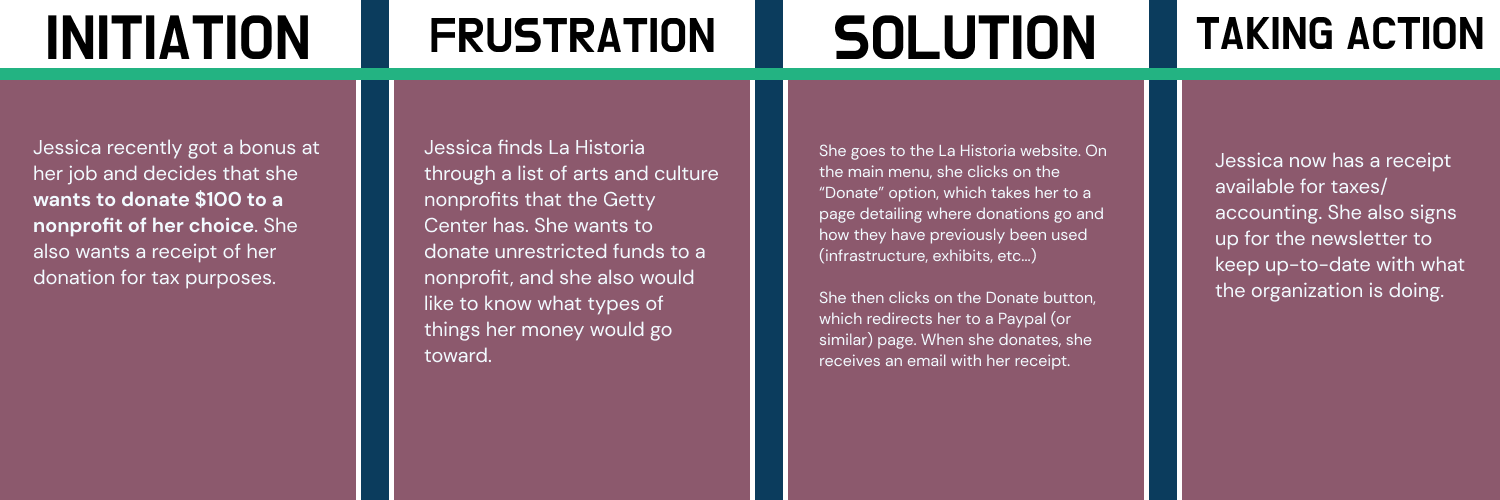 INITIATION
Jessica recently got a bonus at
her job and decides that she
wants to donate $100 to a
nonprofit of her choice. She
also wants a receipt of her
donation for tax purposes.
FRUSTRATION
Jessica finds La Historia
through a list of arts and culture
nonprofits that the Getty
Center has. She wants to
donate unrestricted funds to a
nonprofit, and she also would
like to know what types of
things her money would go
toward.
SOLUTION
She goes to the La Historia website. On
the main menu, she clicks on the
“Donate” option, which takes her to a
page detailing where donations go and
how they have previously been used
(infrastructure, exhibits, etc...)
She then clicks on the Donate button,
which redirects her to a Paypal (or
similar) page. When she donates, she
receives an email with her receipt.
TAKING ACTION
Jessica now has a receipt
available for taxes/
accounting. She also signs
up for the newsletter to
keep up-to-date with what
the organization is doing.